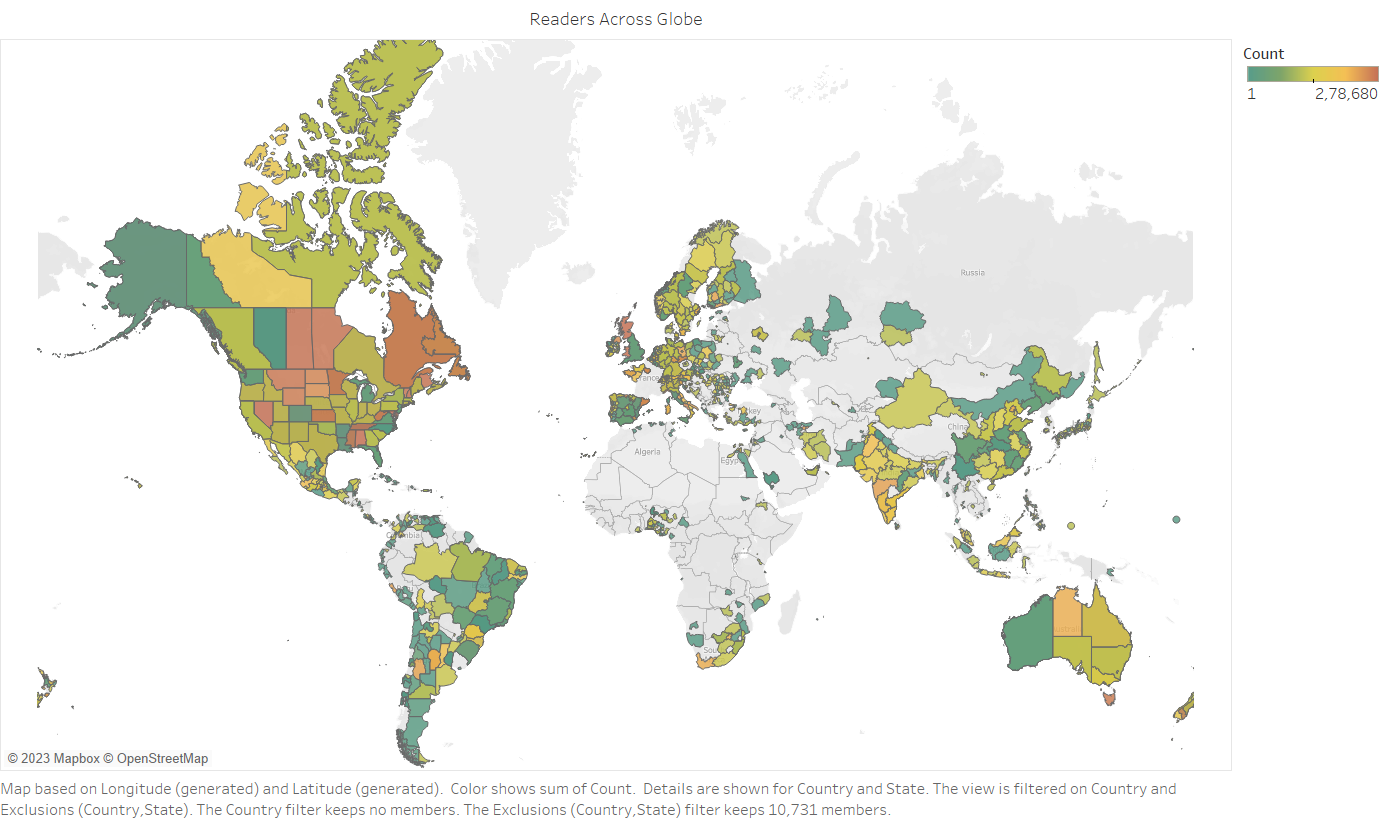 Readers Across Globe
Count
1
2,78,680
Russia
France
Turkey
China
Algeria
Egypt
Colombia
© 2023 Mapbox © OpenStreetMap
Map based on Longitude (generated) and Latitude (generated). Color shows sum of Count. Details are shown for Country and State. The view is filtered on Country and
Exclusions (Country,State). The Country filter keeps no members. The Exclusions (Country,State) filter keeps 10,731 members.